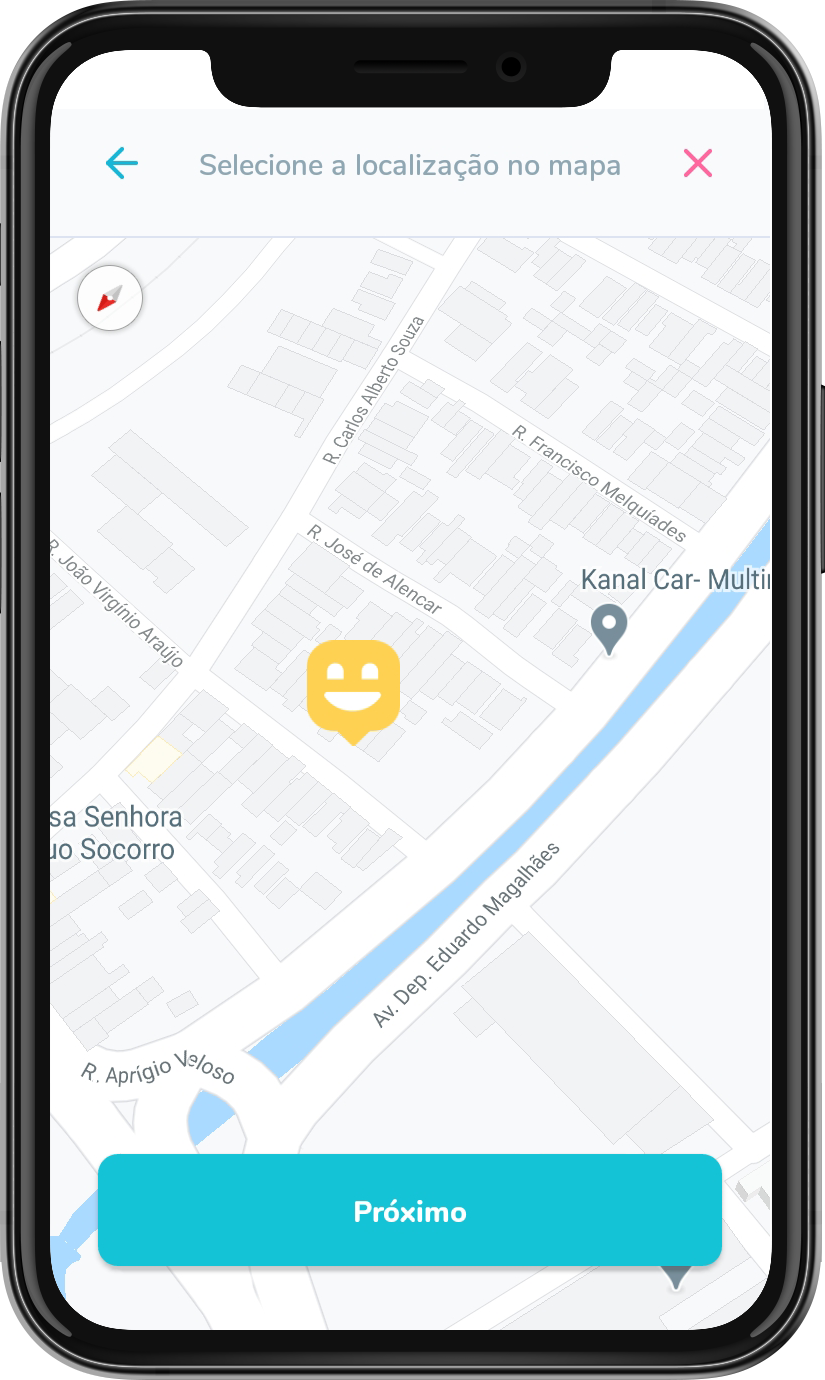 Selecione a localização no mapa
R. Carlos Alberto Souza
R. Francisco Melquíades
R. José de Alencar
R. João Virgínio Araújo
Kanal Car- Multi
sa Senhora
uo Socorro
Av. Dep. Eduardo Magalhães
R. Aprígio Veloso
Próximo